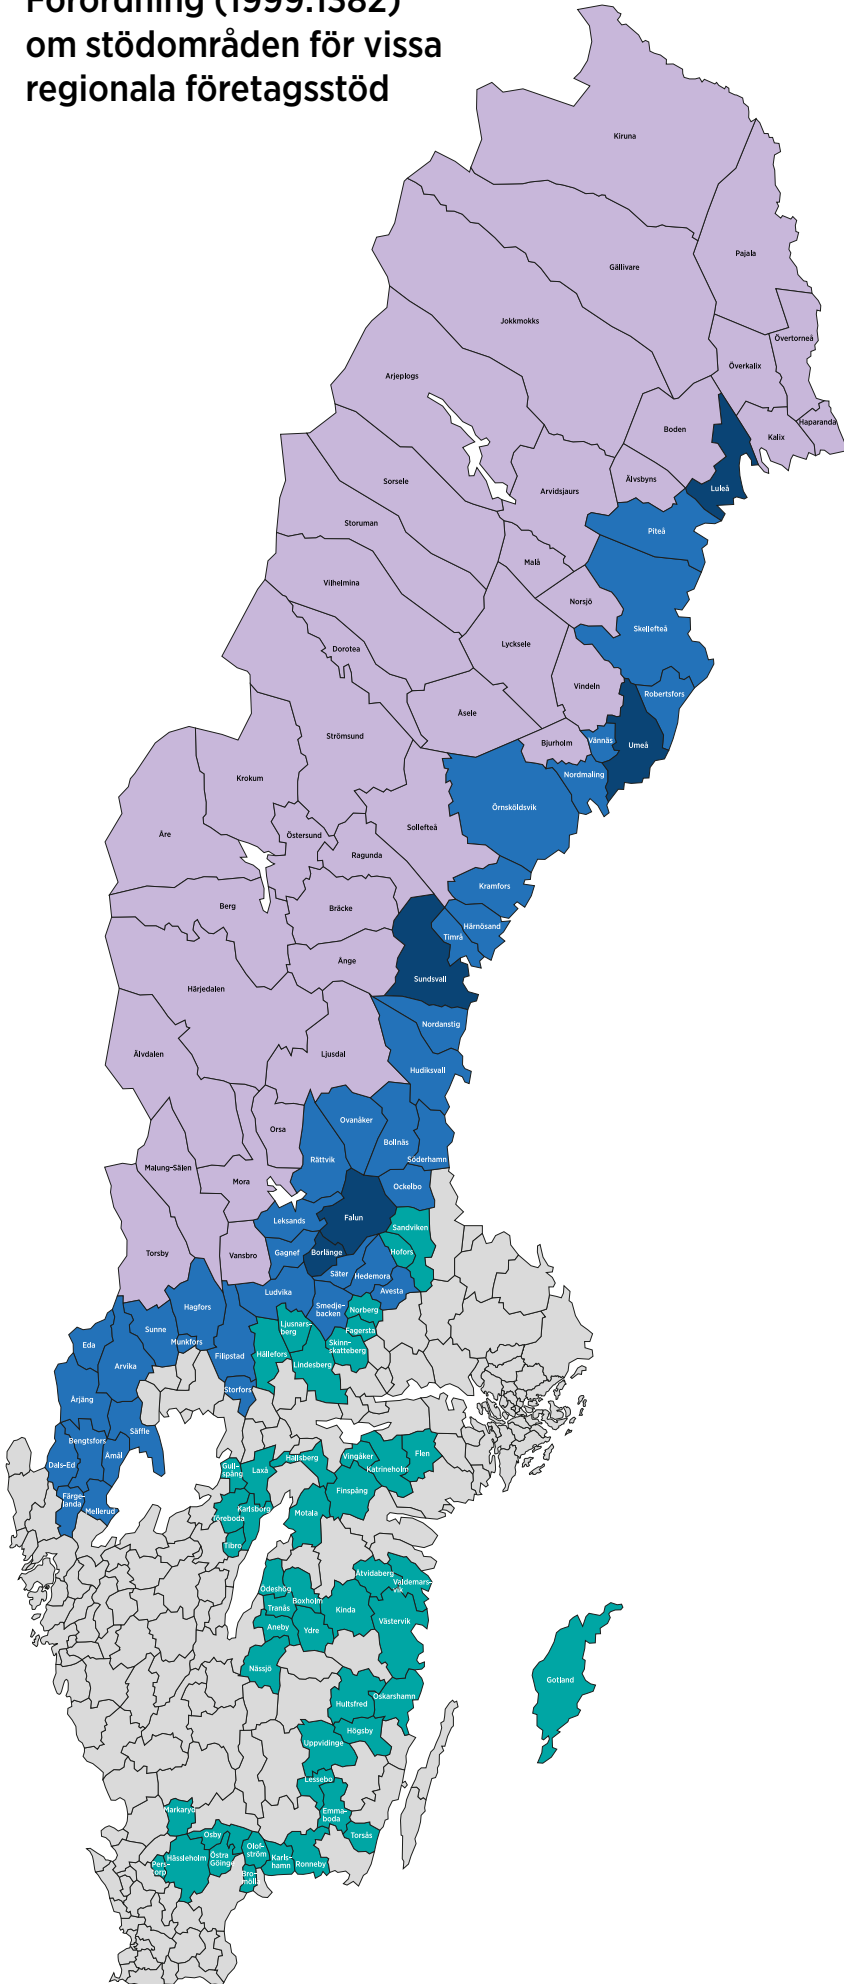 Förordning (1999:1382)
om stödområden för vissa
regionala företagsstöd
Kiruna
Pajala
Gällivare
Jokkmokks
Övertorneå
Överkalix
Arjeplogs
Haparanda
Boden
Kalix
Sorsele
Älvsbyns
Luleå
Arvidsjaurs
Storuman
Piteå
Malå
Vilhelmina
Norsjö
Skellefteå
Lycksele
Dorotea
Vindeln
Robertsfors
Åsele
Strömsund
Bjurholm
Vännäs
Umeå
Nordmaling
Krokum
Örnsköldsvik
Åre
Östersund
Sollefteå
Ragunda
Kramfors
Berg
Bräcke
Härnösand
Timrå
Ånge
Sundsvall
Härjedalen
Nordanstig
Älvdalen
Ljusdal
Hudiksvall
Ovanåker
Orsa
Bollnäs
Rättvik
Söderhamn
Malung-Sälen
Mora
Ockelbo
Leksands
Falun
Sandviken
Torsby
Vansbro
Gagnef
Borlänge
Hofors
Säter
Hedemora
Ludvika
Avesta
Hagfors
Smedje-
backen
Norberg
Sunne
Ljusnars-
berg
Fagersta
Eda
Munkfors
Skinn-
skatteberg
Filipstad
Hällefors
Arvika
Lindesberg
Storfors
Årjäng
Säffle
Bengtsfors
Åmål
Dals-Ed
Flen
Vingåker
Hallsberg
Gull-
spång
Laxå
Katrineholm
Färge-
landa
Finspång
Mellerud
Karlsborg
Motala
Töreboda
Tibro
Åtvidaberg
Valdemars-
vik
Ödeshög
Boxholm
Tranås
Kinda
Västervik
Aneby
Ydre
Nässjö
Gotland
Oskarshamn
Hultsfred
Högsby
Uppvidinge
Lessebo
Markaryd
Emma-
boda
Torsås
Osby
Olof-
ström
Hässleholm
Östra
Göinge
Karls-
hamn
Ronneby
Pers-
torp
Bro-
mölla